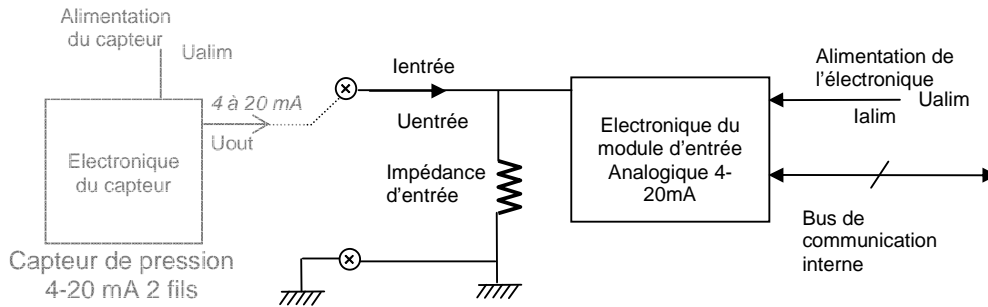 Alimentation
du capteur
Ualim
4 à 20 mA
Uout
Electronique
du capteur
Capteur de pression
4-20 mA 2 fils
Ientrée
Uentrée
Impédance
d'entrée
Electronique du
module d'entrée
Analogique 4-
20mA
Alimentation de
l'électronique
Ualim
Ialim
Bus de
communication
interne